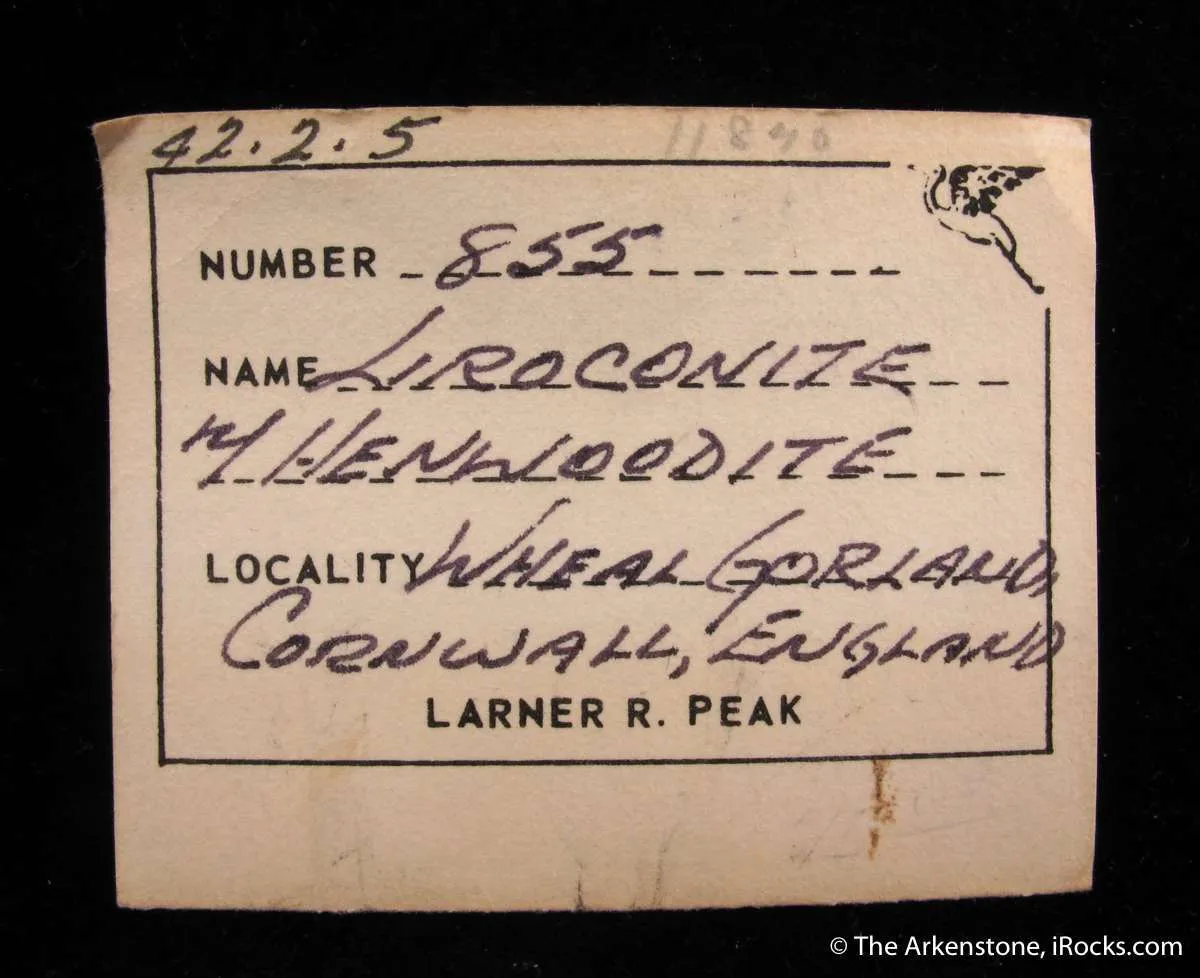 42.2.5
NUMBER 855
NAME LIROCONITE
W/ HENWOODITE
LOCALITY WHEAL GORLAND,
CORNWALL, ENGLAND
LARNER R. PEAK
© The Arkenstone, iRocks.com